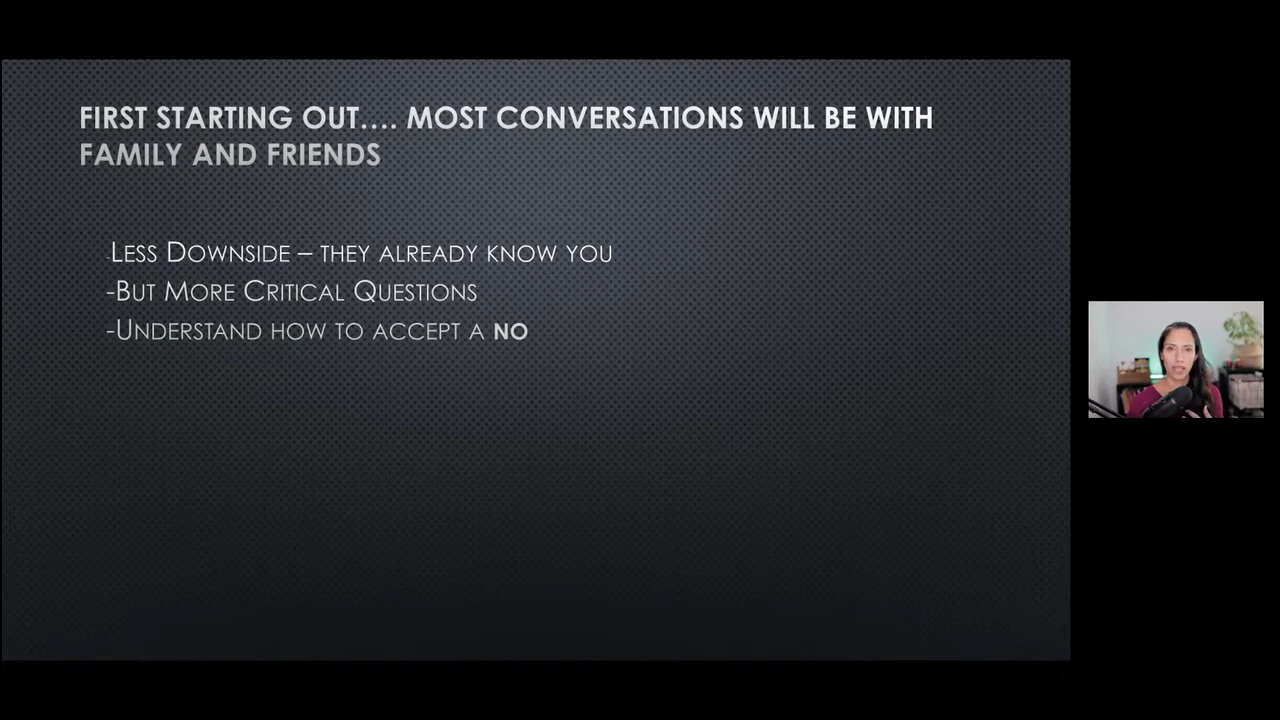 FIRST STARTING OUT.... MOST CONVERSATIONS WILL BE WITH
FAMILY AND FRIENDS
-LESS DOWNSIDE – THEY ALREADY KNOW YOU
-BUT MORE CRITICAL QUESTIONS
-UNDERSTAND HOW TO ACCEPT A NO